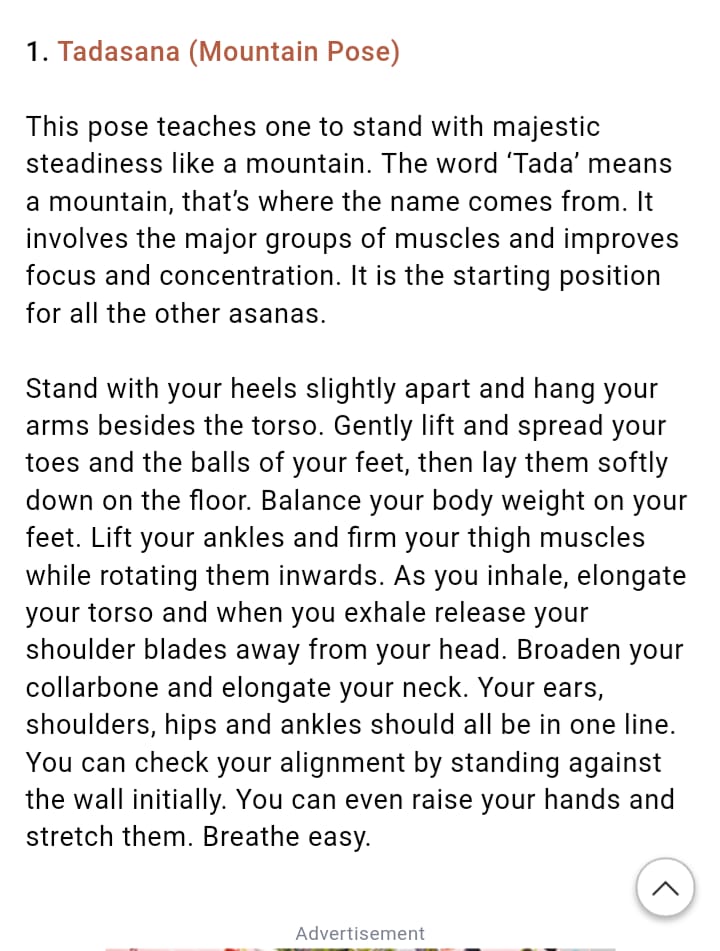 1. Tadasana (Mountain Pose)
This pose teaches one to stand with majestic
steadiness like a mountain. The word ‘Tada’ means
a mountain, that’s where the name comes from. It
involves the major groups of muscles and improves
focus and concentration. It is the starting position
for all the other asanas.
Stand with your heels slightly apart and hang your
arms besides the torso. Gently lift and spread your
toes and the balls of your feet, then lay them softly
down on the floor. Balance your body weight on your
feet. Lift your ankles and firm your thigh muscles
while rotating them inwards. As you inhale, elongate
your torso and when you exhale release your
shoulder blades away from your head. Broaden your
collarbone and elongate your neck. Your ears,
shoulders, hips and ankles should all be in one line.
You can check your alignment by standing against
the wall initially. You can even raise your hands and
stretch them. Breathe easy.
Advertisement